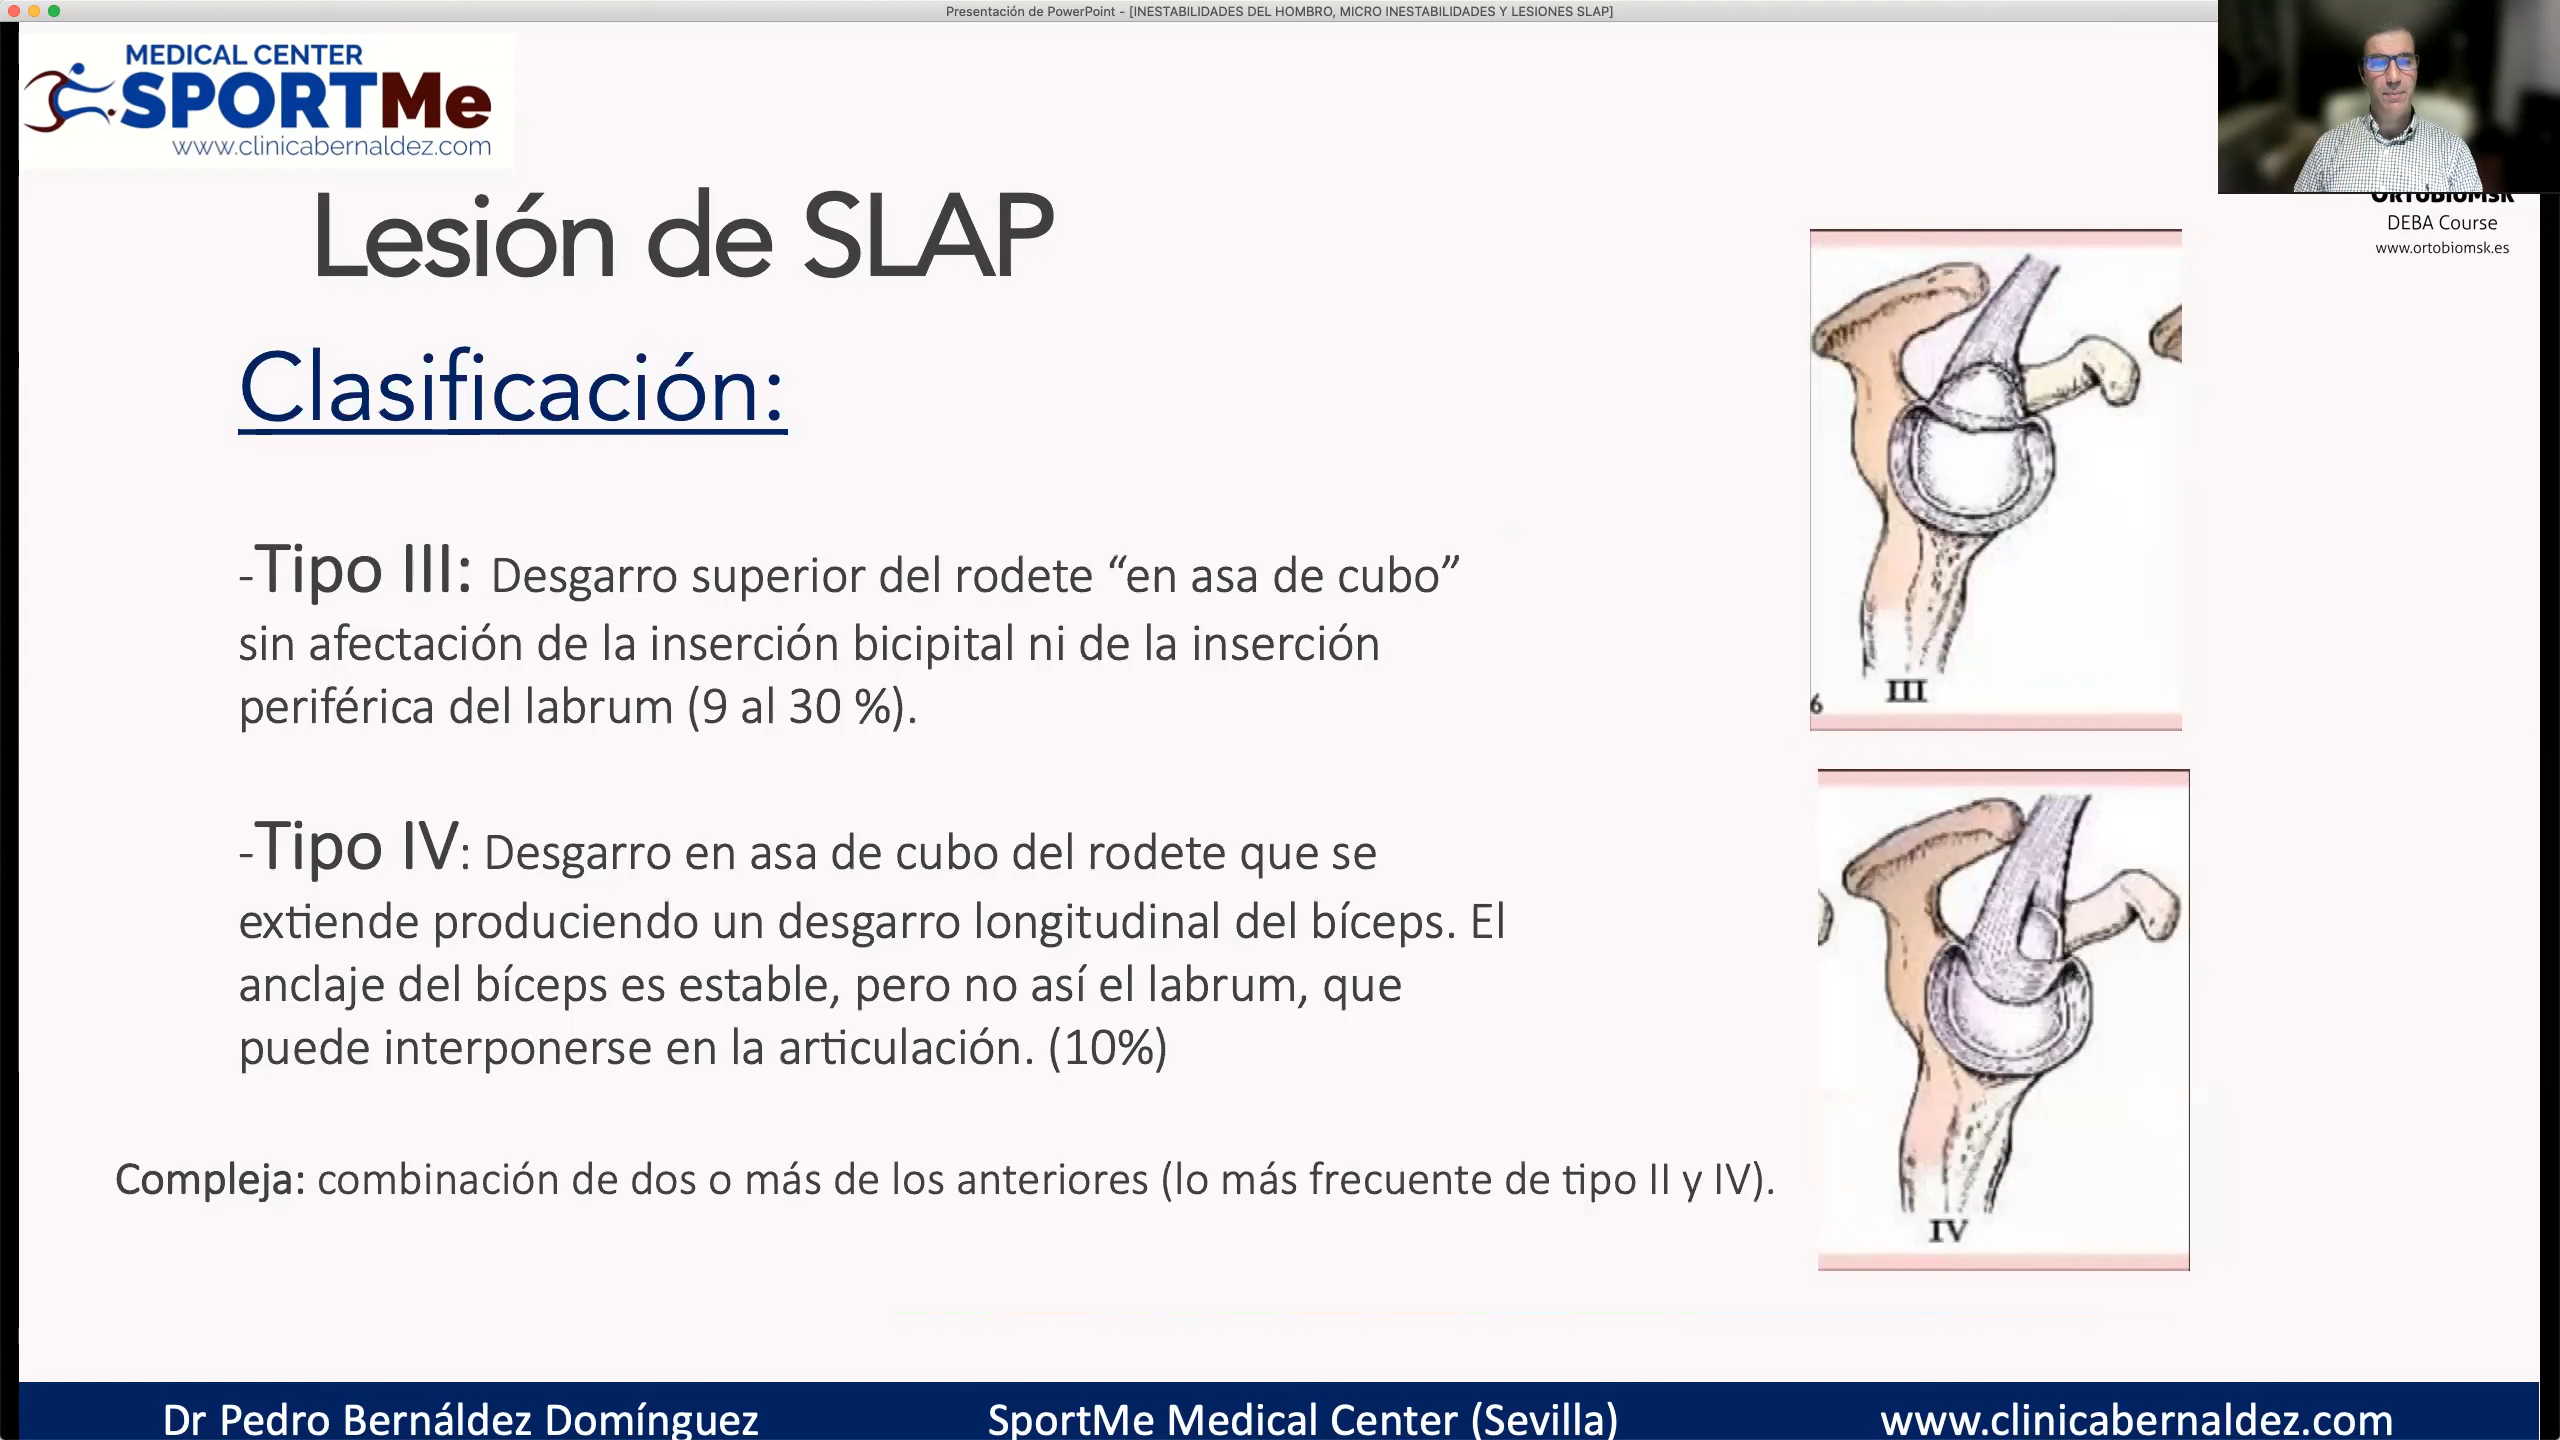 Presentación de PowerPoint - [INESTABILIDADES DEL HOMBRO, MICRO INESTABILIDADES Y LESIONES SLAP]
MEDICAL CENTER
SPORTMe
www.clinicabernaldez.com
OrtoBioMSK
DEBA Course
www.ortobiomsk.es
Lesión de SLAP
Clasificación:
-Tipo III: Desgarro superior del rodete “en asa de cubo”
sin afectación de la inserción bicipital ni de la inserción
periférica del labrum (9 al 30 %).
6
III
-Tipo IV: Desgarro en asa de cubo del rodete que se
extiende produciendo un desgarro longitudinal del bíceps. El
anclaje del bíceps es estable, pero no así el labrum, que
puede interponerse en la articulación. (10%)
Compleja: combinación de dos o más de los anteriores (lo más frecuente de tipo II y IV).
IV
Dr Pedro Bernáldez Domínguez
SportMe Medical Center (Sevilla)
www.clinicabernaldez.com